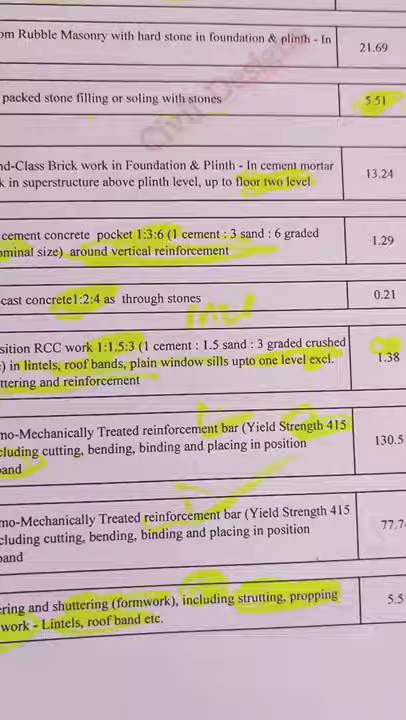 om Rubble Masonry with hard stone in foundation & plinth - In
21.69
packed stone filling or soling with stones
5.51
nd-Class Brick work in Foundation & Plinth - In cement mortar
k in superstructure above plinth level, up to floor two level
13.24
cement concrete pocket 1:3:6 (1 cement : 3 sand : 6 graded
ominal size) around vertical reinforcement
1.29
cast concrete1:2:4 as through stones
0.21
sition RCC work 1:1.5:3 (1 cement : 1.5 sand : 3 graded crushed
) in lintels, roof bands, plain window sills upto one level excl.
ttering and reinforcement
1.38
mo-Mechanically Treated reinforcement bar (Yield Strength 415
cluding cutting, bending, binding and placing in position
band
130.5
mo-Mechanically Treated reinforcement bar (Yield Strength 415
cluding cutting, bending, binding and placing in position
band
77.7
ering and shuttering (formwork), including strutting, propping
work - Lintels, roof band etc.
5.5